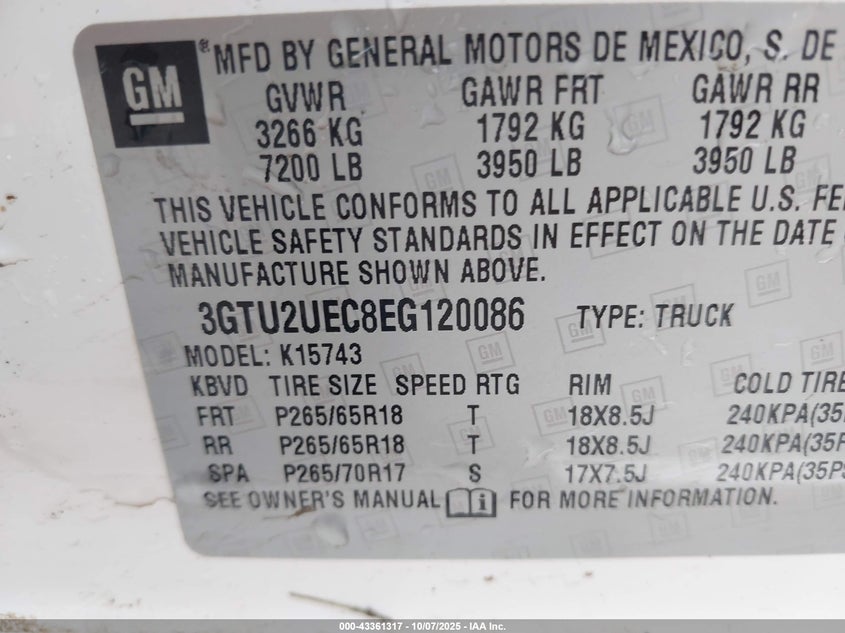 GM ® MFD BY GENERAL MOTORS DE MEXICO, S. DE
GVWR GAWR FRT GAWR RR
3266 KG 1792 KG 1792 KG
7200 LB 3950 LB 3950 LB
THIS VEHICLE CONFORMS TO ALL APPLICABLE U.S. FE
VEHICLE SAFETY STANDARDS IN EFFECT ON THE DATE
MANUFACTURE SHOWN ABOVE.
3GTU2UEC8EG120086 TYPE: TRUCK
MODEL: K15743
KBVD TIRE SIZE SPEED RTG RIM COLD TIRE
FRT P265/65R18 T 18X8.5J 240KPA(35P
RR P265/65R18 T 18X8.5J 240KPA(35P
SPA P265/70R17 S 17X7.5J 240KPA(35PS
SEE OWNER'S MANUAL i FOR MORE INFORMATION.
000-43361317 - 10/07/2025 - IAA Inc.